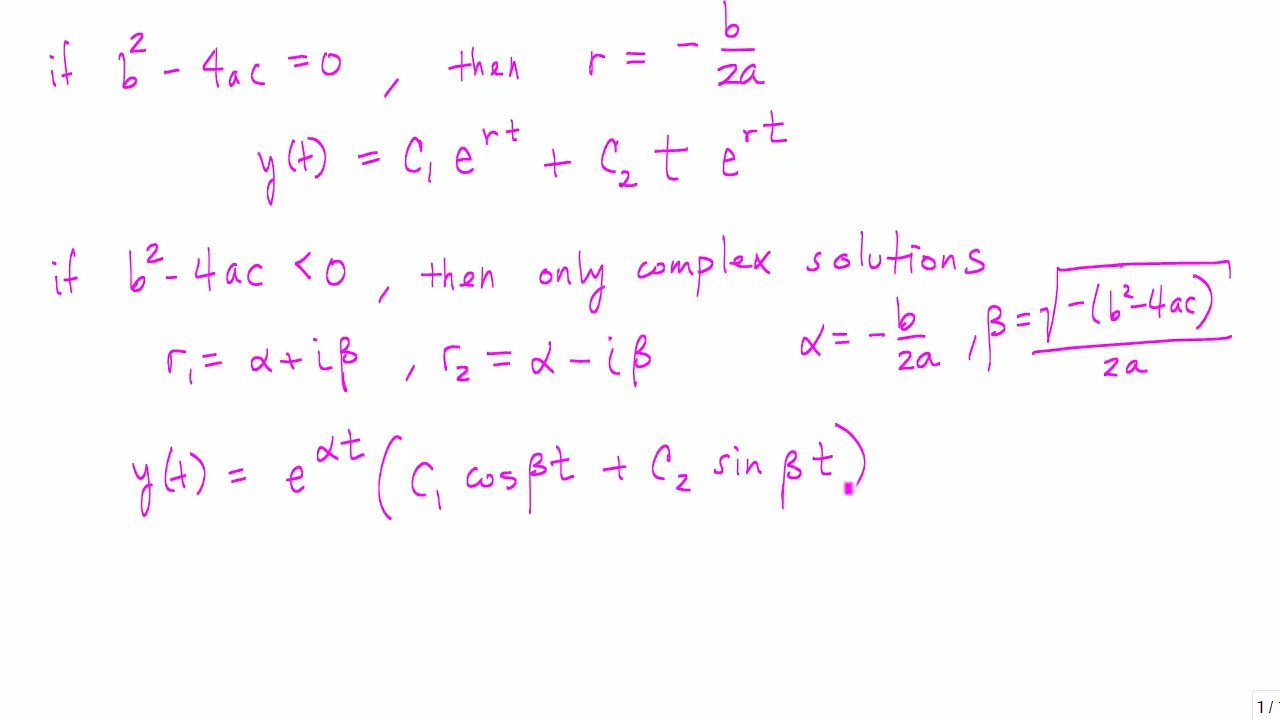 if b² - 4ac = 0 , then r = - b/2a
y(t) = C₁ e^{rt} + C₂ t e^{rt}
if b² - 4ac < 0 , then only complex solutions
r₁ = α + iβ , r₂ = α - iβ α = - b/2a , β = √(-(b² - 4ac))/2a
y(t) = e^{αt} ( C₁ cos βt + C₂ sin βt )
1 /